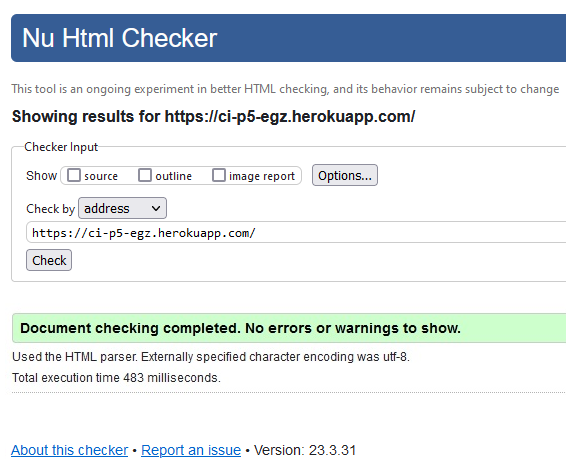 Nu Html Checker
This tool is an ongoing experiment in better HTML checking, and its behavior remains subject to change
Showing results for https://ci-p5-egz.herokuapp.com/
Checker Input
Show source outline image report Options...
Check by address
https://ci-p5-egz.herokuapp.com/
Check
Document checking completed. No errors or warnings to show.
Used the HTML parser. Externally specified character encoding was utf-8.
Total execution time 483 milliseconds.
About this checker • Report an issue • Version: 23.3.31